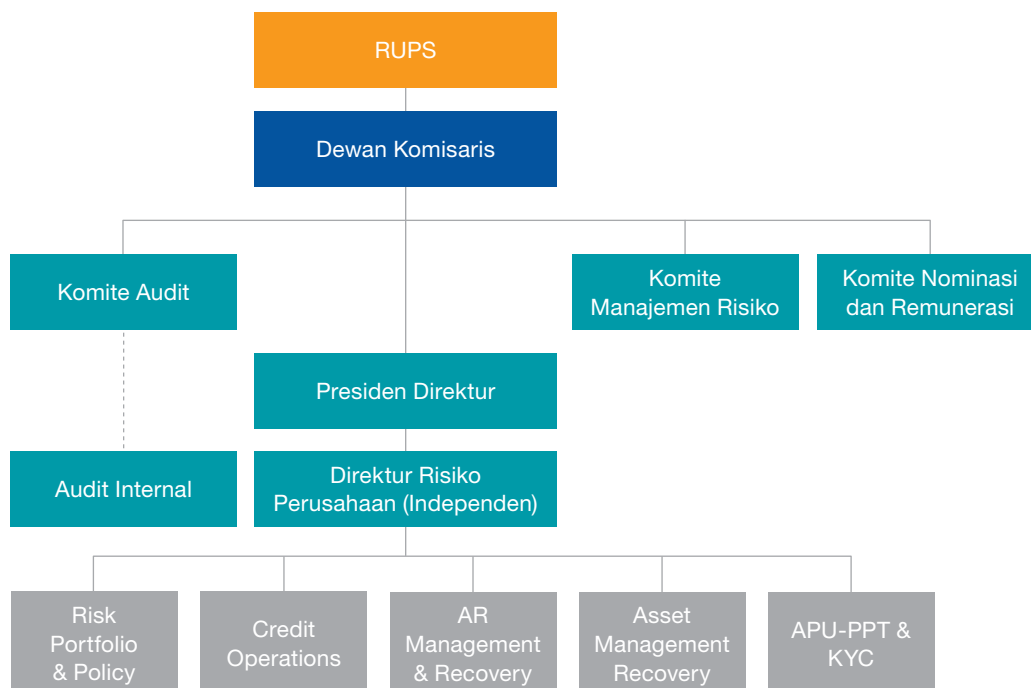 RUPS
Dewan Komisaris
Komite Audit
Komite
Manajemen Risiko
Komite Nominasi
dan Remunerasi
Presiden Direktur
Audit Internal
Direktur Risiko
Perusahaan (Independen)
Risk
Portfolio
& Policy
Credit
Operations
AR
Management
& Recovery
Asset
Management
Recovery
APU-PPT &
KYC